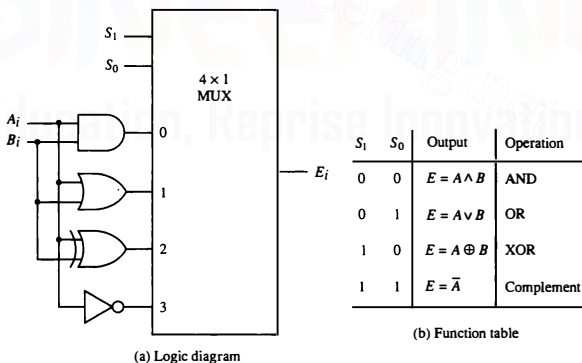 S1
S0
4 × 1
MUX
Ai
Bi
0
1
2
3
Ei
(a) Logic diagram
S1 S0 Output Operation
0 0 E = A ∧ B AND
0 1 E = A ∨ B OR
1 0 E = A ⊕ B XOR
1 1 E = A̅ Complement
(b) Function table